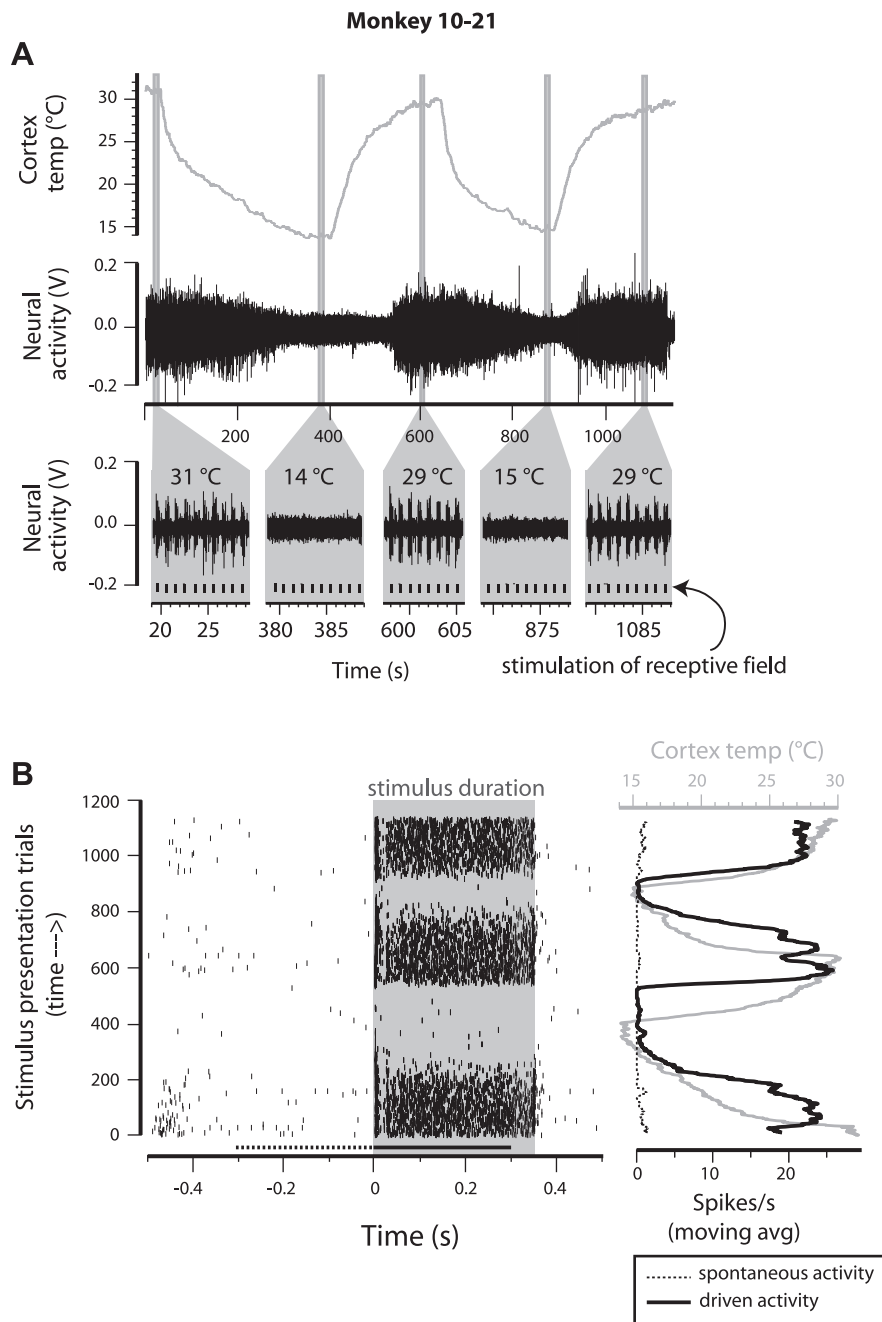 Monkey 10-21
A
Cortex
temp (°C)
30
25
20
15
Neural
activity (V)
0.2
0.0
-0.2
200
400
600
800
1000
Neural
activity (V)
0.2
0.0
-0.2
31 °C
14 °C
29 °C
15 °C
29 °C
20
25
380
385
600
605
875
1085
Time (s)
stimulation of receptive field
B
stimulus duration
Stimulus presentation trials
(time --->)
1200
1000
800
600
400
200
0
-0.4
-0.2
0
0.2
0.4
Time (s)
Cortex temp (°C)
15
20
25
30
0
10
20
Spikes/s
(moving avg)
spontaneous activity
driven activity